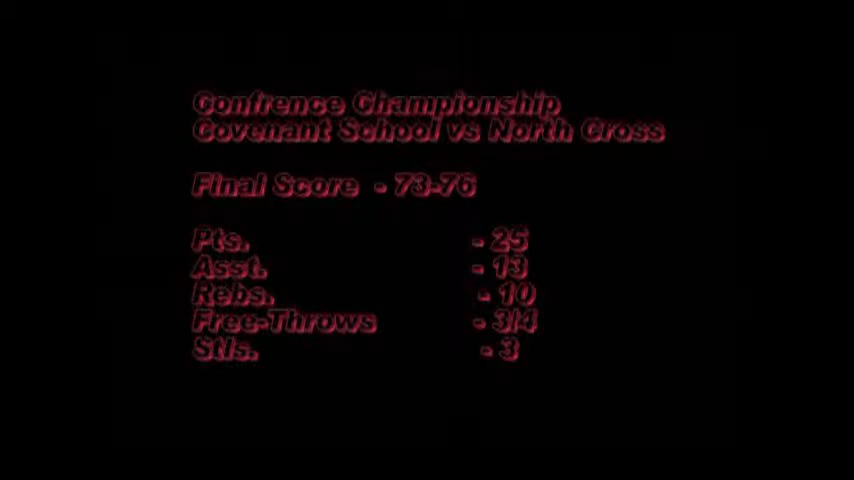 Confrence Championship
Covenant School vs North Cross
Final Score - 73-76
Pts. - 25
Asst. - 13
Rebs. - 10
Free-Throws - 3/4
Stls. - 3